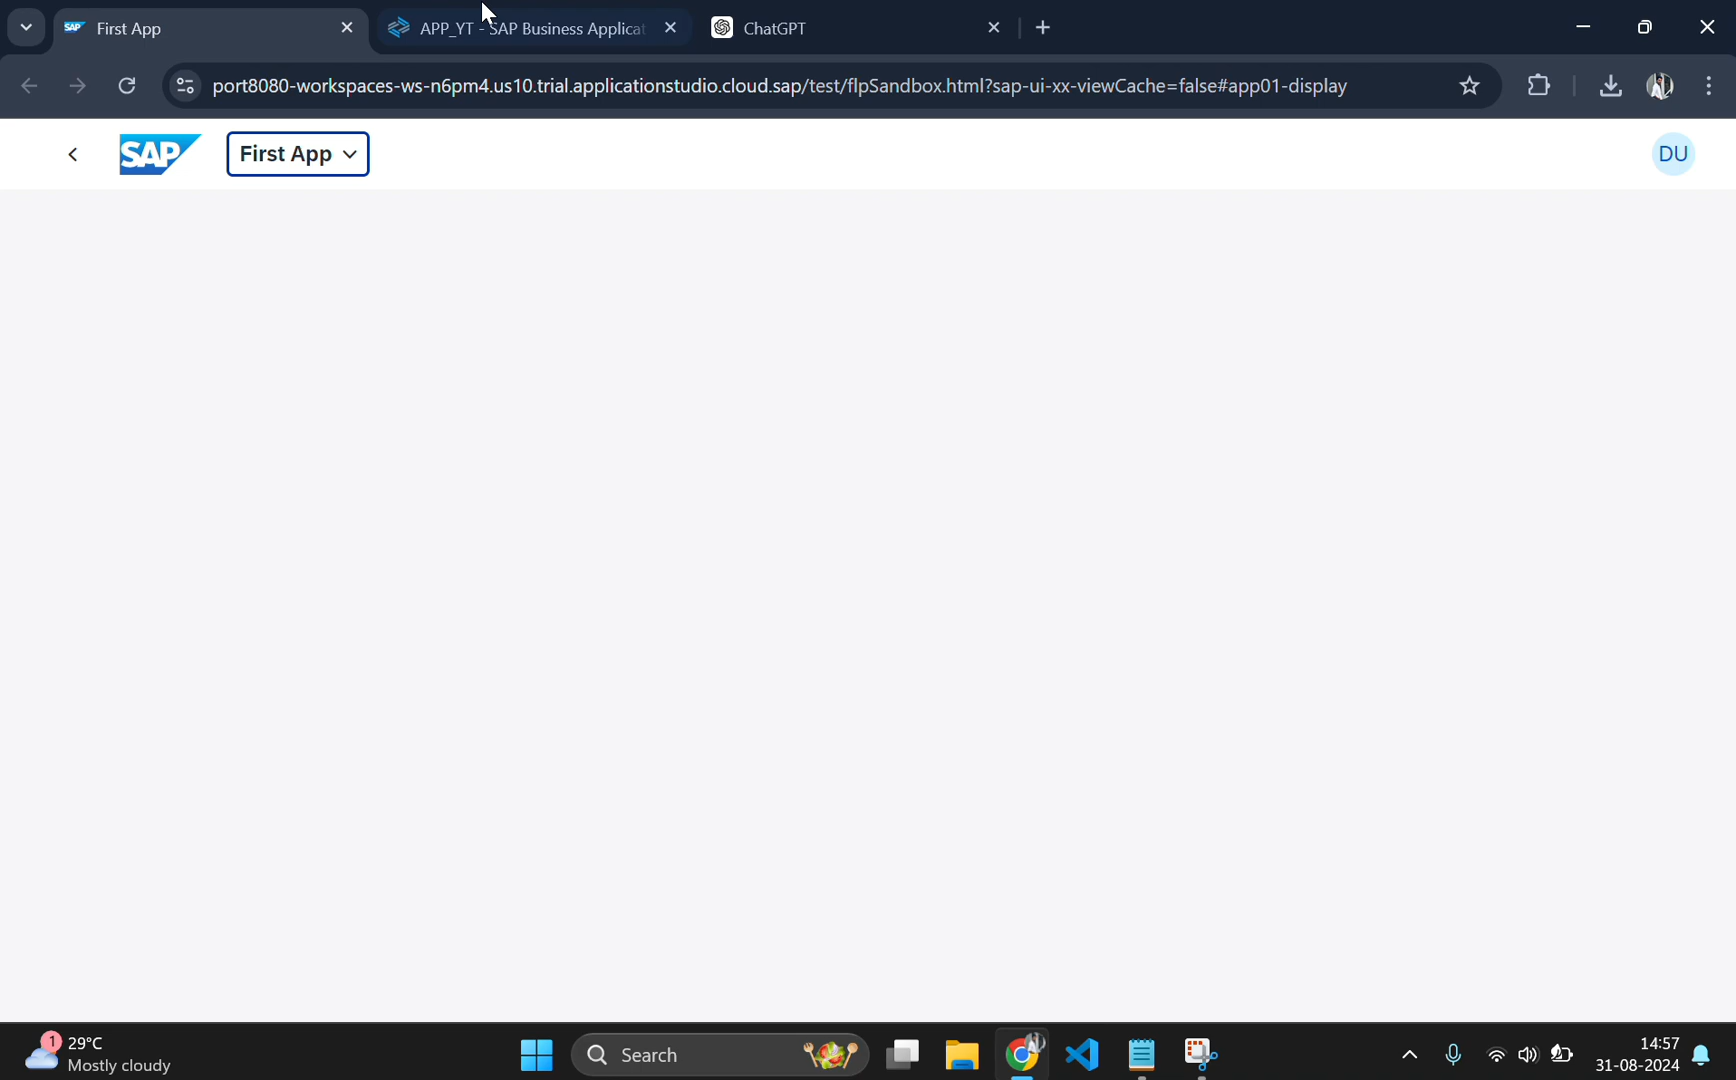 First App
APP_YT - SAP Business Applicat
ChatGPT
port8080-workspaces-ws-n6pm4.us10.trial.applicationstudio.cloud.sap/test/flpSandbox.html?sap-ui-xx-viewCache=false#app01-display
SAP First App DU
1 29°C
Mostly cloudy
Search
14:57
31-08-2024